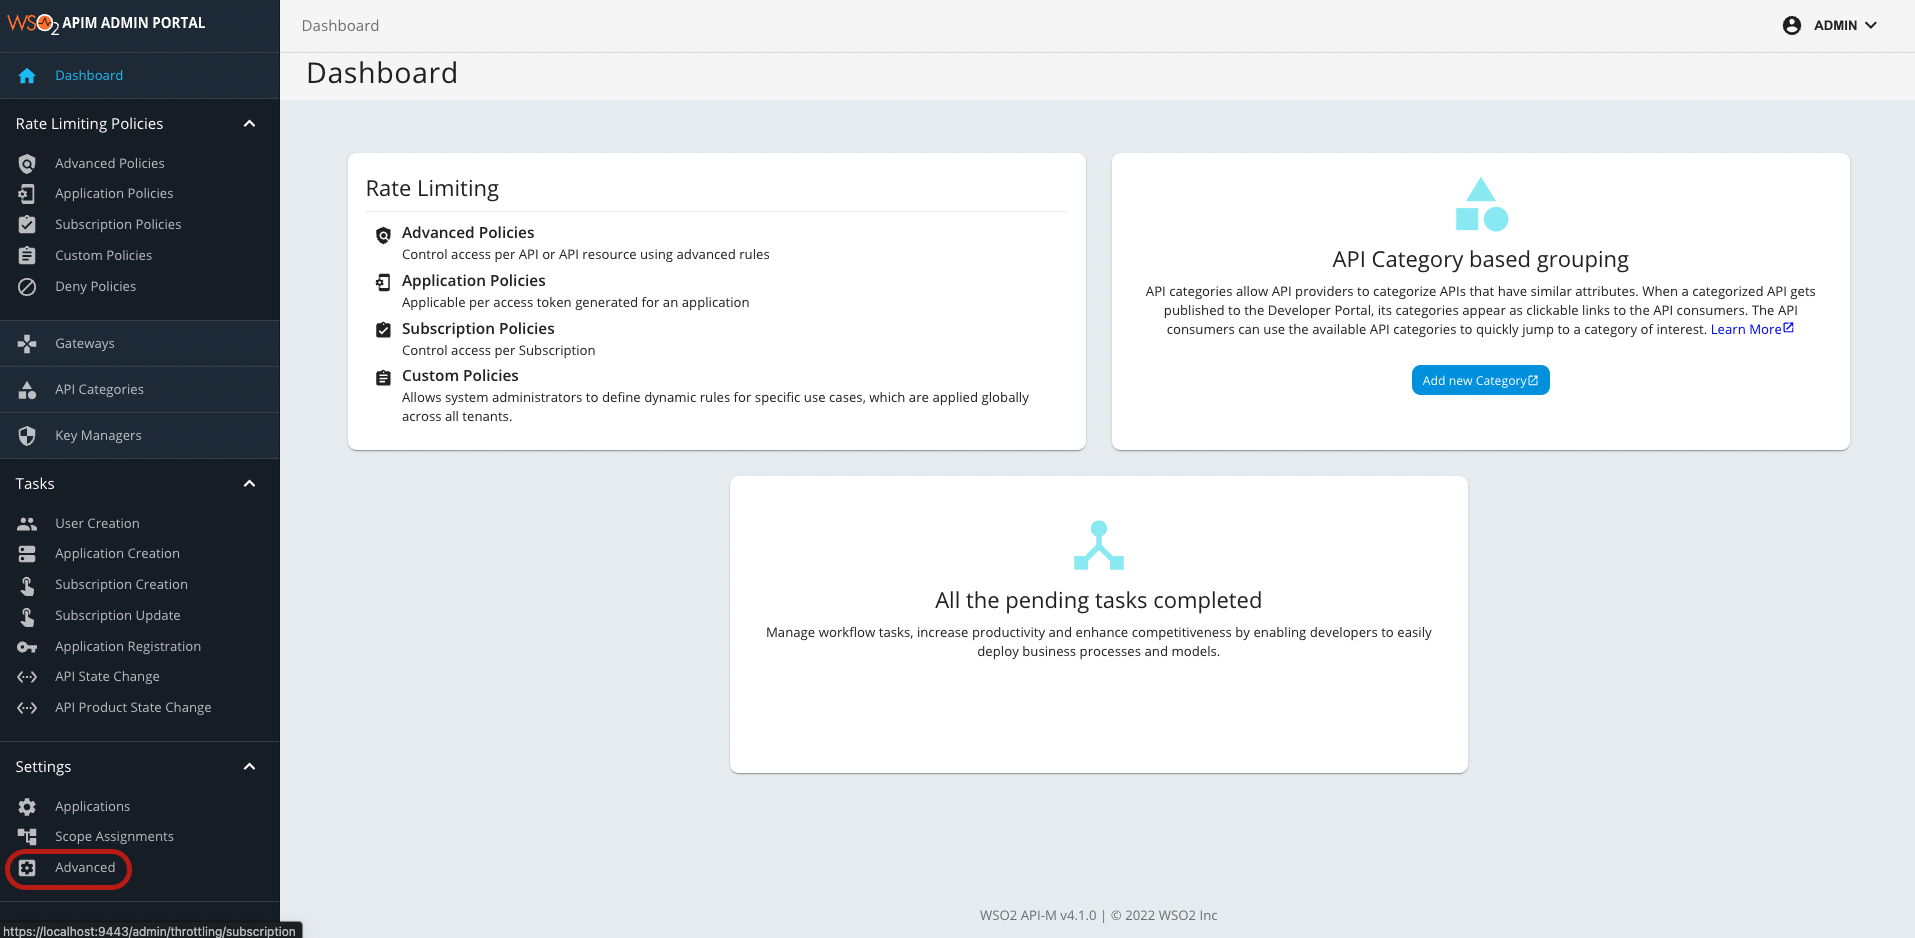 WSO2 APIM ADMIN PORTAL
Dashboard
ADMIN
Dashboard
Dashboard
Rate Limiting Policies
Advanced Policies
Application Policies
Subscription Policies
Custom Policies
Deny Policies
Gateways
API Categories
Key Managers
Tasks
User Creation
Application Creation
Subscription Creation
Subscription Update
Application Registration
API State Change
API Product State Change
Settings
Applications
Scope Assignments
Advanced
https://localhost:9443/admin/throttling/subscription
Rate Limiting
Advanced Policies
Control access per API or API resource using advanced rules
Application Policies
Applicable per access token generated for an application
Subscription Policies
Control access per Subscription
Custom Policies
Allows system administrators to define dynamic rules for specific use cases, which are applied globally
across all tenants.
API Category based grouping
API categories allow API providers to categorize APIs that have similar attributes. When a categorized API gets
published to the Developer Portal, its categories appear as clickable links to the API consumers. The API
consumers can use the available API categories to quickly jump to a category of interest. Learn More
Add new Category
All the pending tasks completed
Manage workflow tasks, increase productivity and enhance competitiveness by enabling developers to easily
deploy business processes and models.
WSO2 API-M v4.1.0 | © 2022 WSO2 Inc